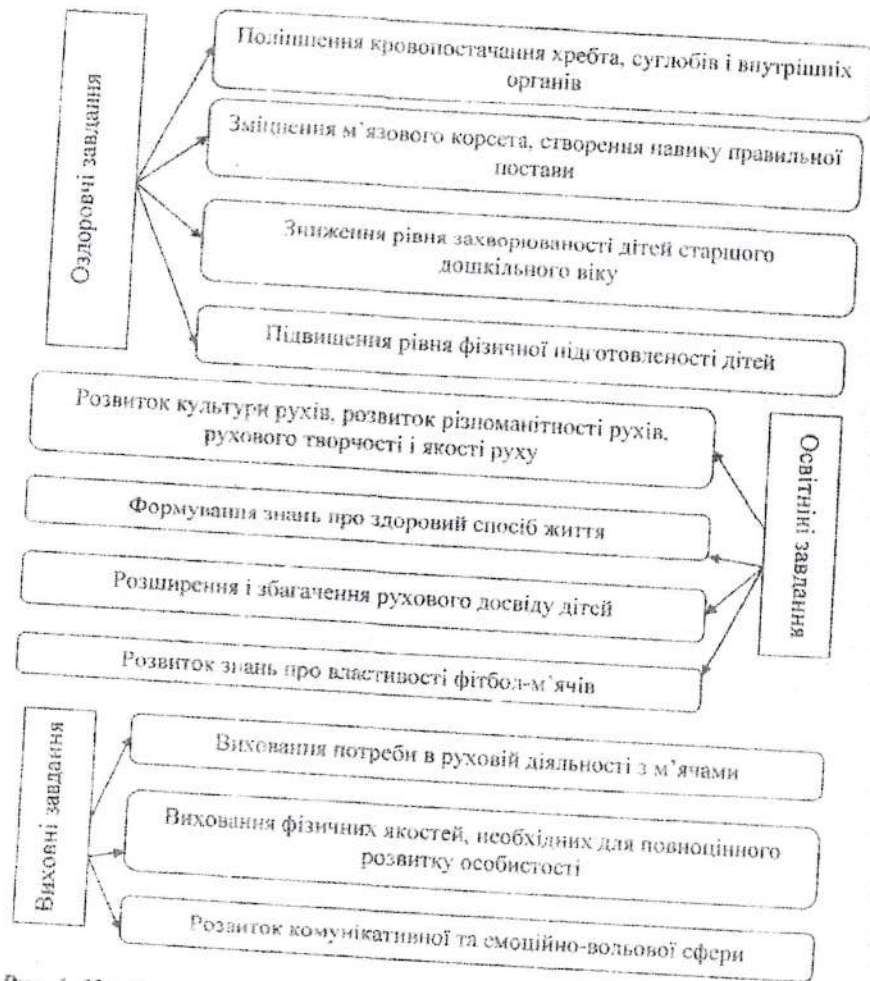 Оздоровчі завдання
Поліпшення кровопостачання хребта, суглобів і внутрішніх
органів
Зміцнення м`язового корсета, створення навику правильної
постави
Зниження рівня захворюваності дітей старшого
дошкільного віку
Підвищення рівня фізичної підготовленості дітей
Освітнікі завдання
Розвиток культури рухів, розвиток різноманітності рухів,
рухового творчості і якості руху
Формування знань про здоровий спосіб життя
Розширення і збагачення рухового досвіду дітей
Розвиток знань про властивості фітбол-м`ячів
Виховні завдання
Виховання потреби в руховій діяльності з м’ячами
Виховання фізичних якостей, необхідних для повноцінного
розвитку особистості
Розвиток комунікативної та емоційно-вольової сфери